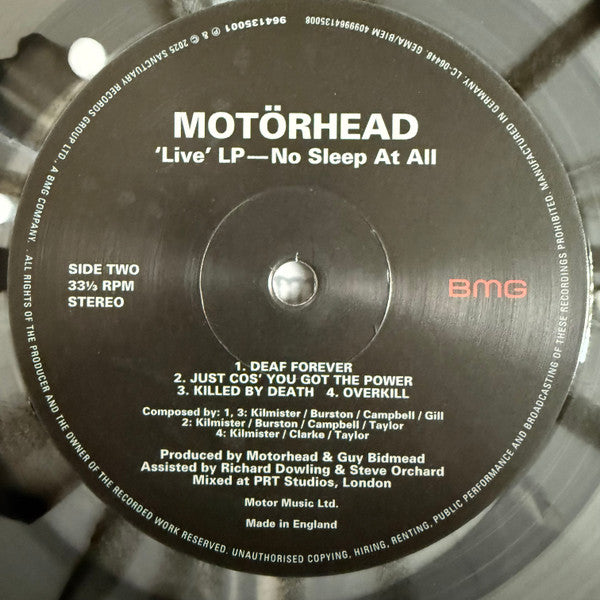 MOTÖRHEAD
'Live' LP—No Sleep At All
SIDE TWO
33⅓ RPM
STEREO
BMG
1. DEAF FOREVER
2. JUST COS' YOU GOT THE POWER
3. KILLED BY DEATH 4. OVERKILL
Composed by: 1, 3: Kilmister / Burston / Campbell / Gill
2: Kilmister / Burston / Campbell / Taylor
4: Kilmister / Clarke / Taylor
Produced by Motorhead & Guy Bidmead
Assisted by Richard Dowling & Steve Orchard
Mixed at PRT Studios, London
Motor Music Ltd.
Made in England
964135001
℗ & © 2025 SANCTUARY RECORDS GROUP LTD. A BMG COMPANY. ALL RIGHTS OF THE PRODUCER AND THE OWNER OF THE RECORDED WORK RESERVED. UNAUTHORISED COPYING, HIRING, RENTING, PUBLIC PERFORMANCE AND BROADCASTING OF THESE RECORDINGS PROHIBITED. MANUFACTURED IN GERMANY. LC-06448. GEMA/BIEM 4099964135008